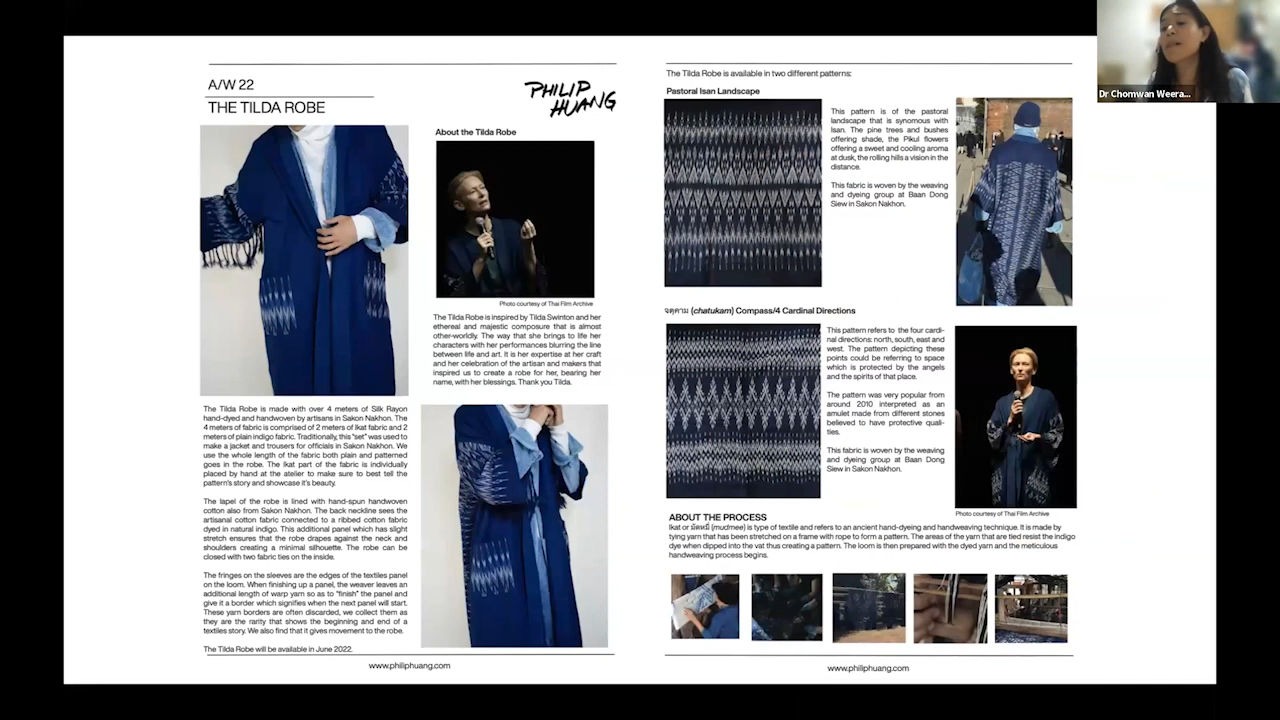 A/W 22
THE TILDA ROBE
PHILIP
HUANG
About the Tilda Robe
Photo courtesy of Thai Film Archive
The Tilda Robe is inspired by Tilda Swinton and her
ethereal and majestic composure that is almost
other-worldly. The way that she brings to life her
characters with her performances blurring the line
between life and art. It is her expertise at her craft
and her celebration of the artisan and makers that
inspired us to create a robe for her, bearing her
name, with her blessings. Thank you Tilda.
The Tilda Robe is made with over 4 meters of Silk Rayon
hand-dyed and handwoven by artisans in Sakon Nakhon. The
4 meters of fabric is comprised of 2 meters of Ikat fabric and 2
meters of plain indigo fabric. Traditionally, this "set" was used to
make a jacket and trousers for officials in Sakon Nakhon. We
use the whole length of the fabric both plain and patterned
goes in the robe. The Ikat part of the fabric is individually
placed by hand at the atelier to make sure to best tell the
pattern's story and showcase it's beauty.
The lapel of the robe is lined with hand-spun handwoven
cotton also from Sakon Nakhon. The back neckline sees the
artisanal cotton fabric connected to a ribbed cotton fabric
dyed in natural indigo. This additional panel which has slight
stretch ensures that the robe drapes against the neck and
shoulders creating a minimal silhouette. The robe can be
closed with two fabric ties on the inside.
The fringes on the sleeves are the edges of the textiles panel
on the loom. When finishing up a panel, the weaver leaves an
additional length of warp yarn so as to "finish" the panel and
give it a border which signifies when the next panel will start.
These yarn borders are often discarded, we collect them as
they are the rarity that shows the beginning and end of a
textiles story. We also find that it gives movement to the robe.
The Tilda Robe will be available in June 2022.
www.philiphuang.com
The Tilda Robe is available in two different patterns:
Pastoral Isan Landscape
This pattern is of the pastoral
landscape that is synomous with
Isan. The pine trees and bushes
offering shade, the Pikul flowers
offering a sweet and cooling aroma
at dusk, the rolling hills a vision in the
distance.
This fabric is woven by the weaving
and dyeing group at Baan Dong
Siew in Sakon Nakhon.
จตุคาม (chatukam) Compass/4 Cardinal Directions
This pattern refers to the four cardi-
nal directions: north, south, east and
west. The pattern depicting these
points could be referring to space
which is protected by the angels
and the spirits of that place.
The pattern was very popular from
around 2010 interpreted as an
amulet made from different stones
believed to have protective quali-
ties.
This fabric is woven by the weaving
and dyeing group at Baan Dong
Siew in Sakon Nakhon.
Photo courtesy of Thai Film Archive
ABOUT THE PROCESS
Ikat or มัดหมี่ (mudmee) is type of textile and refers to an ancient hand-dyeing and handweaving technique. It is made by
tying yarn that has been stretched on a frame with rope to form a pattern. The areas of the yarn that are tied resist the indigo
dye when dipped into the vat thus creating a pattern. The loom is then prepared with the dyed yarn and the meticulous
handweaving process begins.
www.philiphuang.com
Dr Chomwan Weera...